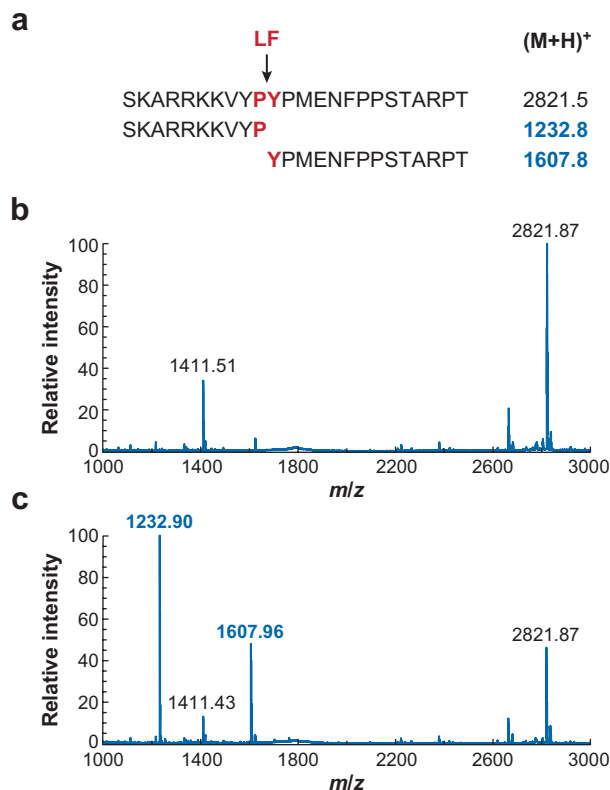 a
LF
(M+H)+
SKARRKKVYPYPMENFPPSTARPT 2821.5
SKARRKKVYP 1232.8
YPMENFPPSTARPT 1607.8
b
2821.87
100
80
60
40
20
0
1411.51
Relative intensity
1000 1400 1800 2200 2600 3000
m/z
c
1232.90
100
80
60
40
20
0
1607.96
2821.87
1411.43
Relative intensity
1000 1400 1800 2200 2600 3000
m/z